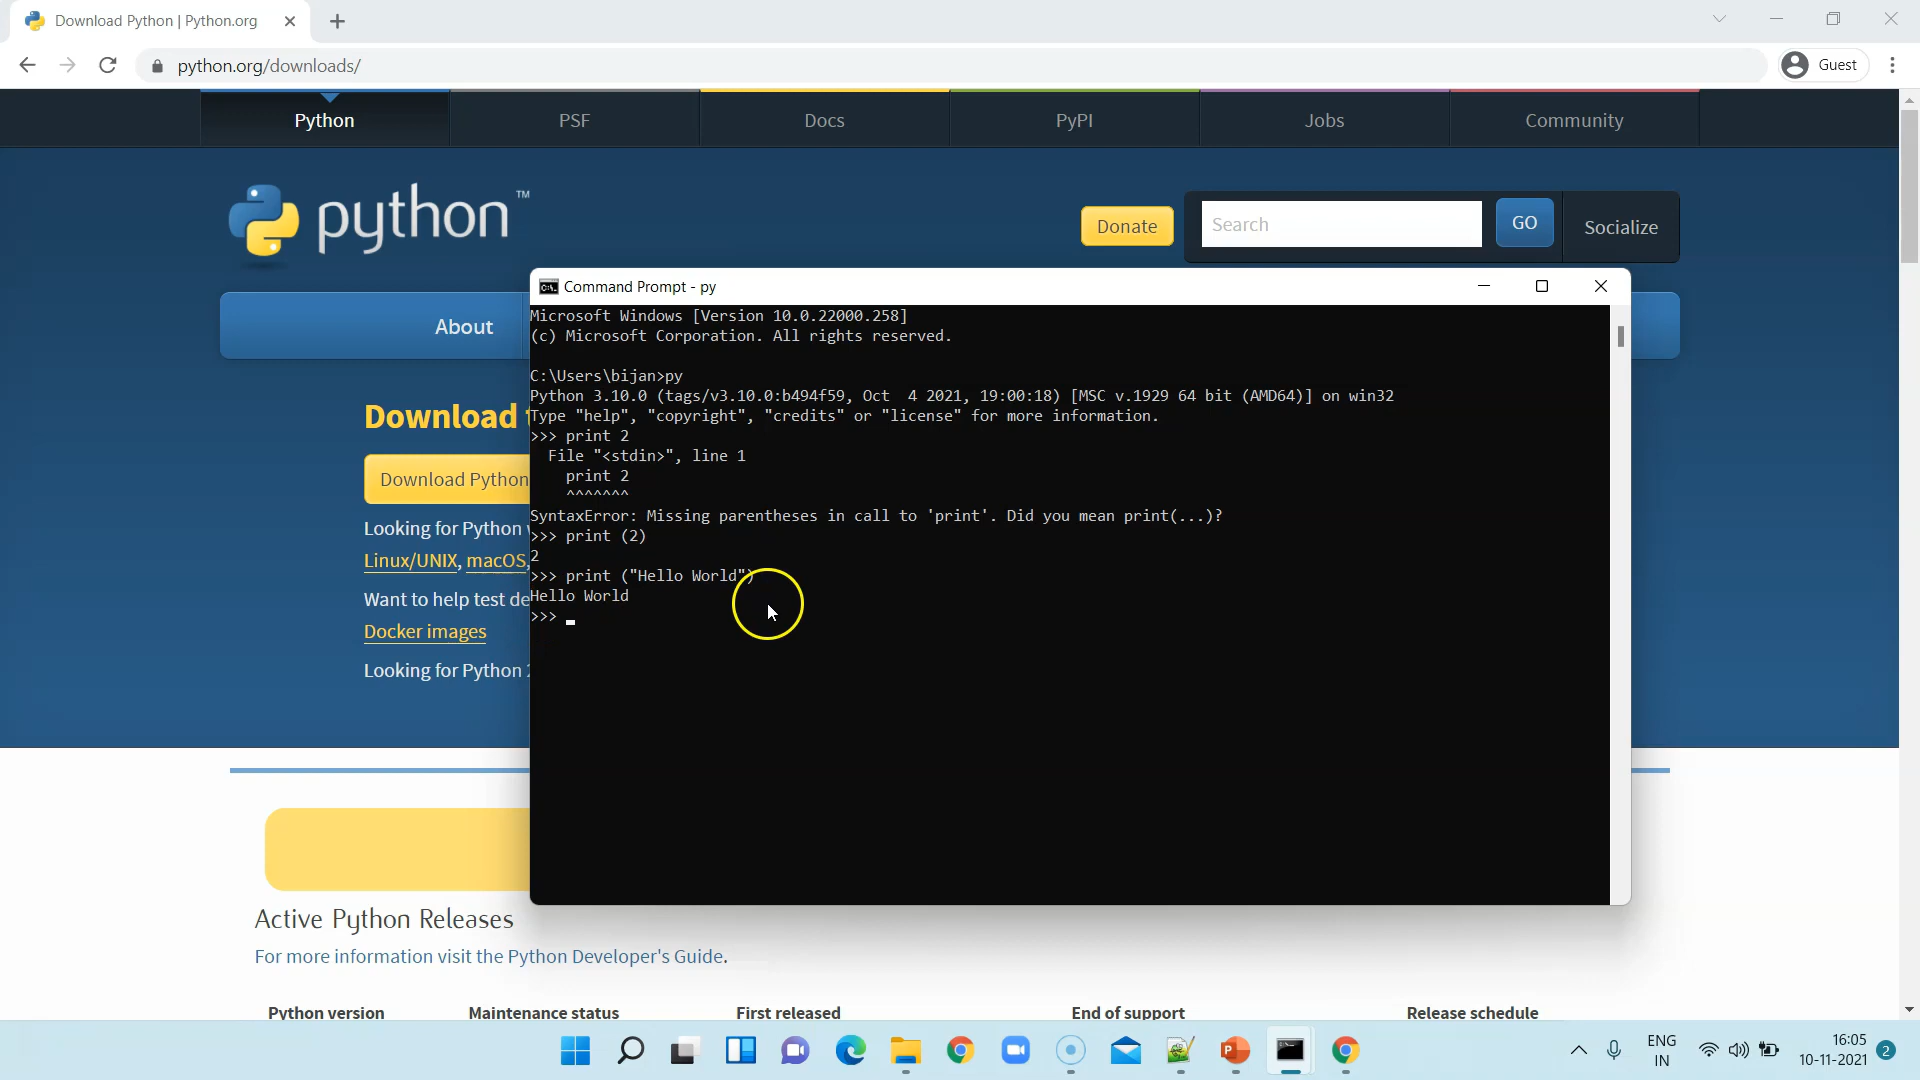 Download Python | Python.org
python.org/downloads/
Guest
Python
PSF
Docs
PyPI
Jobs
Community
python™
Donate
Search
GO
Socialize
About
Command Prompt - py
Microsoft Windows [Version 10.0.22000.258]
(c) Microsoft Corporation. All rights reserved.
C:\Users\bijan>py
Python 3.10.0 (tags/v3.10.0:b494f59, Oct  4 2021, 19:00:18) [MSC v.1929 64 bit (AMD64)] on win32
Type "help", "copyright", "credits" or "license" for more information.
>>> print 2
  File "<stdin>", line 1
    print 2
    ^^^^^^^
SyntaxError: Missing parentheses in call to 'print'. Did you mean print(...)?
>>> print (2)
2
>>> print ("Hello World")
Hello World
>>>
Download
Download Python
Looking for Python
Linux/UNIX, macOS,
Want to help test de
Docker images
Looking for Python
Active Python Releases
For more information visit the Python Developer's Guide.
Python version
Maintenance status
First released
End of support
Release schedule
ENG
IN
16:05
10-11-2021
2